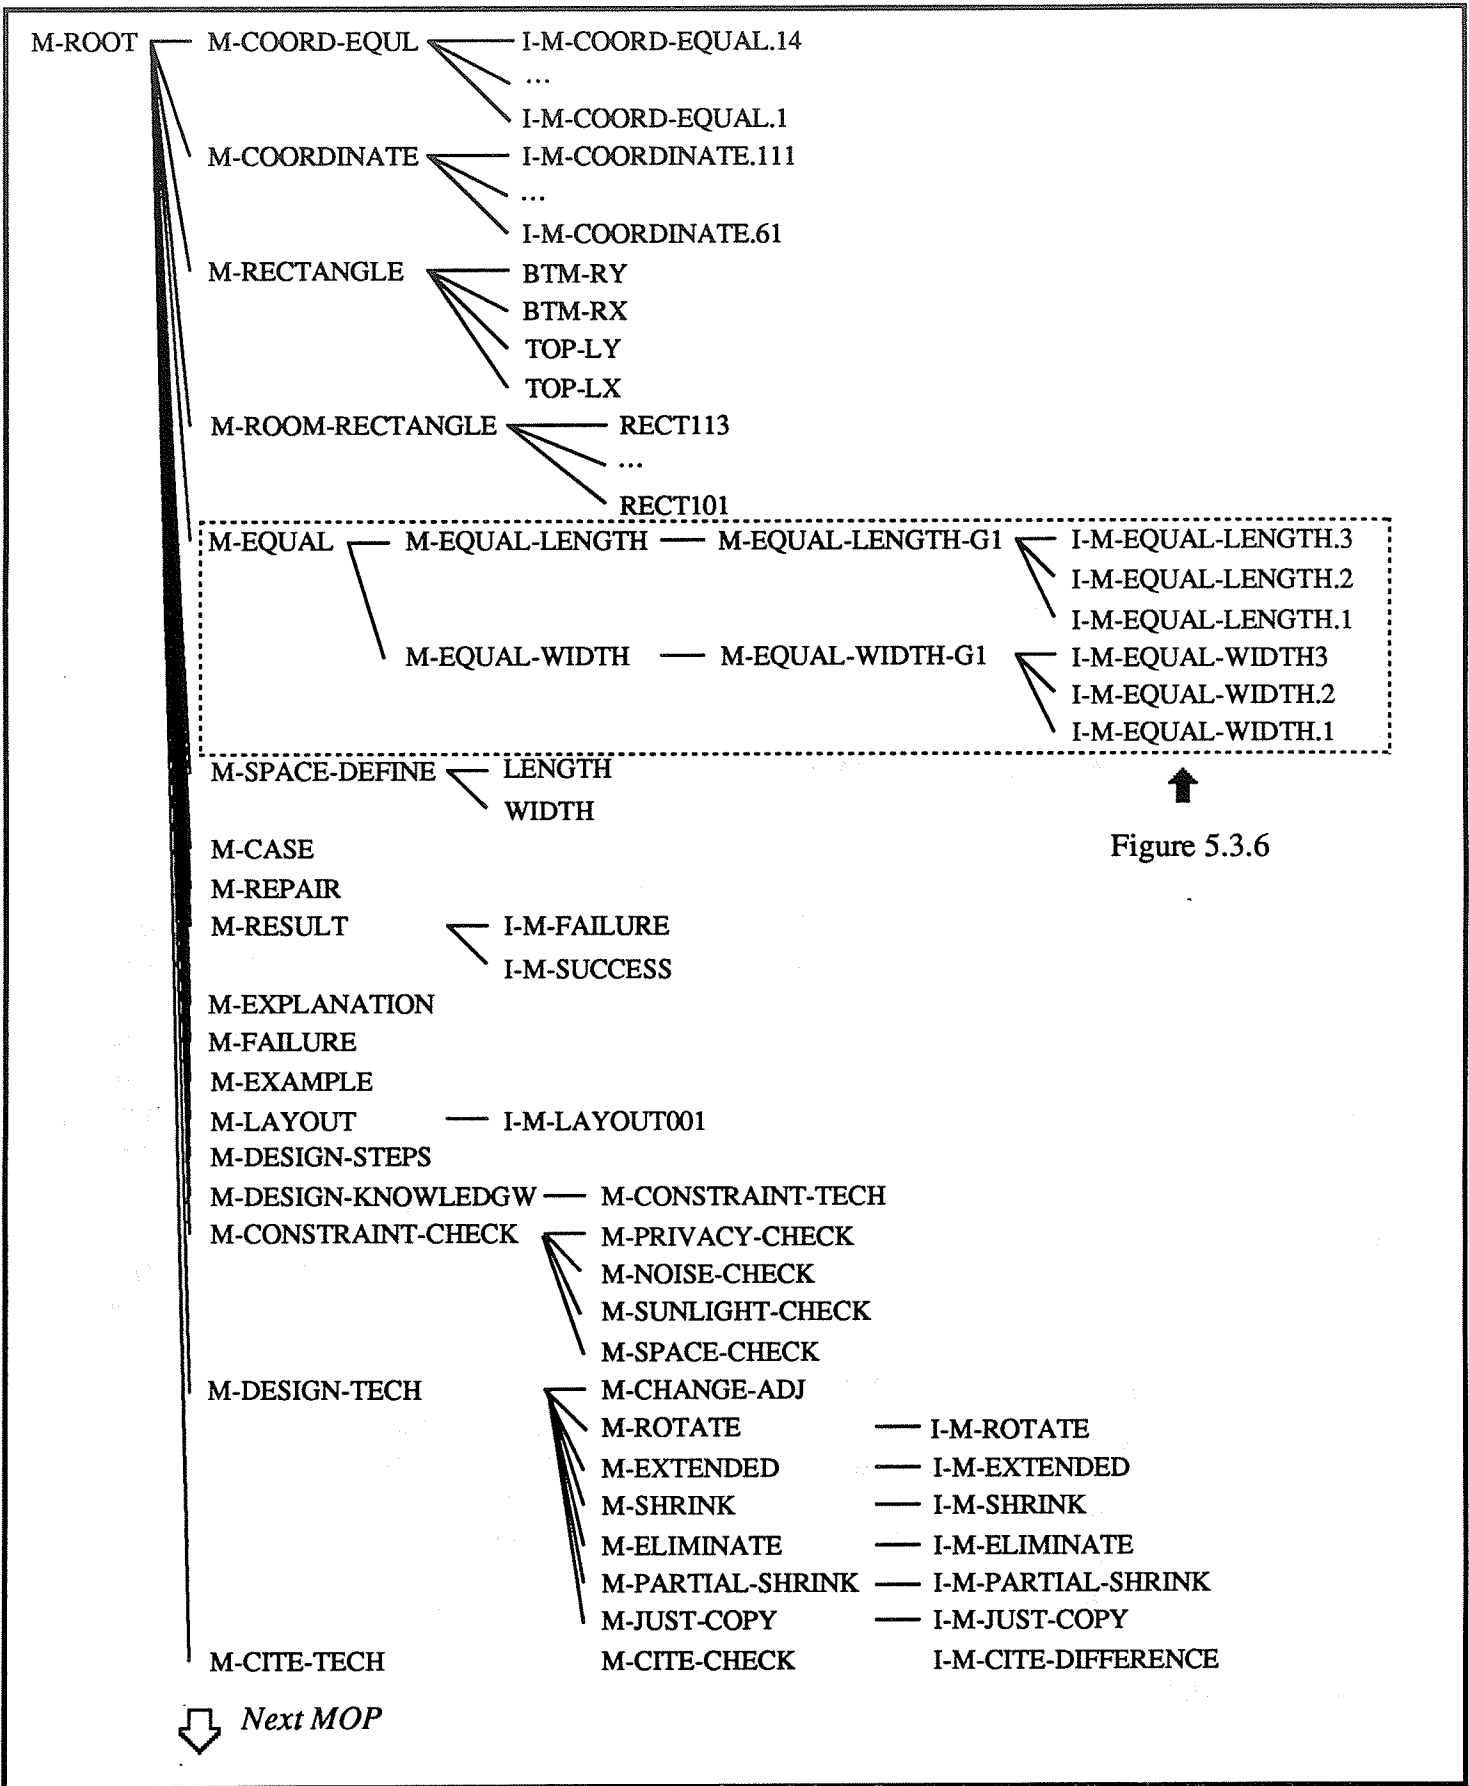 M-ROOT M-COORD-EQUL I-M-COORD-EQUAL.14
...
I-M-COORD-EQUAL.1
M-COORDINATE I-M-COORDINATE.111
...
I-M-COORDINATE.61
M-RECTANGLE BTM-RY
BTM-RX
TOP-LY
TOP-LX
M-ROOM-RECTANGLE RECT113
...
RECT101
M-EQUAL M-EQUAL-LENGTH M-EQUAL-LENGTH-G1 I-M-EQUAL-LENGTH.3
I-M-EQUAL-LENGTH.2
I-M-EQUAL-LENGTH.1
M-EQUAL-WIDTH M-EQUAL-WIDTH-G1 I-M-EQUAL-WIDTH3
I-M-EQUAL-WIDTH.2
I-M-EQUAL-WIDTH.1
M-SPACE-DEFINE LENGTH
WIDTH
Figure 5.3.6
M-CASE
M-REPAIR
M-RESULT I-M-FAILURE
I-M-SUCCESS
M-EXPLANATION
M-FAILURE
M-EXAMPLE
M-LAYOUT I-M-LAYOUT001
M-DESIGN-STEPS
M-DESIGN-KNOWLEDGW M-CONSTRAINT-TECH
M-CONSTRAINT-CHECK M-PRIVACY-CHECK
M-NOISE-CHECK
M-SUNLIGHT-CHECK
M-SPACE-CHECK
M-DESIGN-TECH M-CHANGE-ADJ
M-ROTATE I-M-ROTATE
M-EXTENDED I-M-EXTENDED
M-SHRINK I-M-SHRINK
M-ELIMINATE I-M-ELIMINATE
M-PARTIAL-SHRINK I-M-PARTIAL-SHRINK
M-JUST-COPY I-M-JUST-COPY
M-CITE-TECH M-CITE-CHECK I-M-CITE-DIFFERENCE
Next MOP